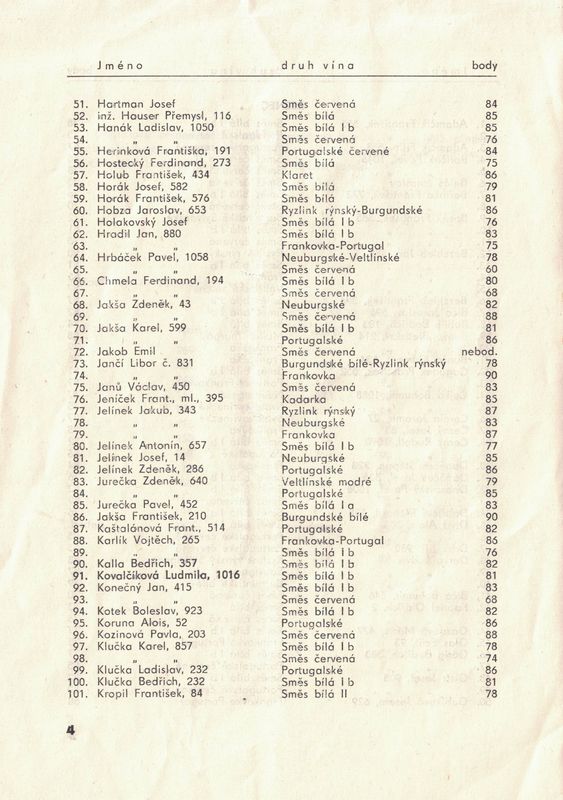 Jméno druh vína body
51. Hartman Josef Směs červená 84
52. inž. Hauser Přemysl, 116 Směs bílá 85
53. Hanák Ladislav, 1050 Směs bílá I b 85
54. „ „ Směs červená 76
55. Herinková Františka, 191 Portugalské červené 84
56. Hostecký Ferdinand, 273 Směs bílá 75
57. Holub František, 434 Klaret 86
58. Horák Josef, 582 Směs bílá 79
59. Horák František, 576 Směs bílá 81
60. Hobza Jaroslav, 653 Ryzlink rýnský-Burgundské 86
61. Holakovský Josef Směs bílá I b 76
62. Hradil Jan, 880 Směs bílá I b 83
63. „ „ Frankovka-Portugal 75
64. Hrbáček Pavel, 1058 Neuburgské-Veltlínské 78
65. „ „ Směs červená 60
66. Chmela Ferdinand, 194 Směs bílá I b 80
67. „ „ Směs červená 68
68. Jakša Zdeněk, 43 Neuburgské 82
69. „ „ Směs červená 88
70. Jakša Karel, 599 Směs bílá I b 81
71. „ „ Portugalské 86
72. Jakob Emil Směs červená nebod.
73. Jančí Libor č. 831 Burgundské bílé-Ryzlink rýnský 78
74. „ „ Frankovka 90
75. Janů Václav, 450 Směs červená 83
76. Jeníček Frant., ml., 395 Kadarka 85
77. Jelínek Jakub, 343 Ryzlink rýnský 87
78. „ „ Neuburské 83
79. „ „ Frankovka 87
80. Jelínek Antonín, 657 Směs bílá I b 77
81. Jelínek Josef, 14 Neuburgské 85
82. Jelínek Zdeněk, 286 Portugalské 86
83. Jurečka Zdeněk, 640 Veltlínské modré 79
84. „ „ Portugalské 85
85. Jurečka Pavel, 452 Směs bílá I a 83
86. Jakša František, 210 Burgundské bílé 90
87. Kaštalónová Frant., 514 Portugalské 82
88. Karlík Vojtěch, 265 Frankovka-Portugal 86
89. „ „ Směs bílá I b 76
90. Kalla Bedřich, 357 Směs bílá I b 82
91. Kovalčíková Ludmila, 1016 Směs bílá I b 81
92. Konečný Jan, 415 Směs bílá I b 83
93. „ „ Směs červená 68
94. Kotek Boleslav, 923 Směs bílá I b 82
95. Koruna Alois, 52 Portugalské 86
96. Kozinová Pavla, 203 Směs červená 88
97. Klučka Karel, 857 Směs bílá I b 78
98. „ „ Směs červená 74
99. Klučka Ladislav, 232 Portugalské 86
100. Klučka Bedřich, 232 Směs bílá I b 81
101. Kropil František, 84 Směs bílá II 78
4